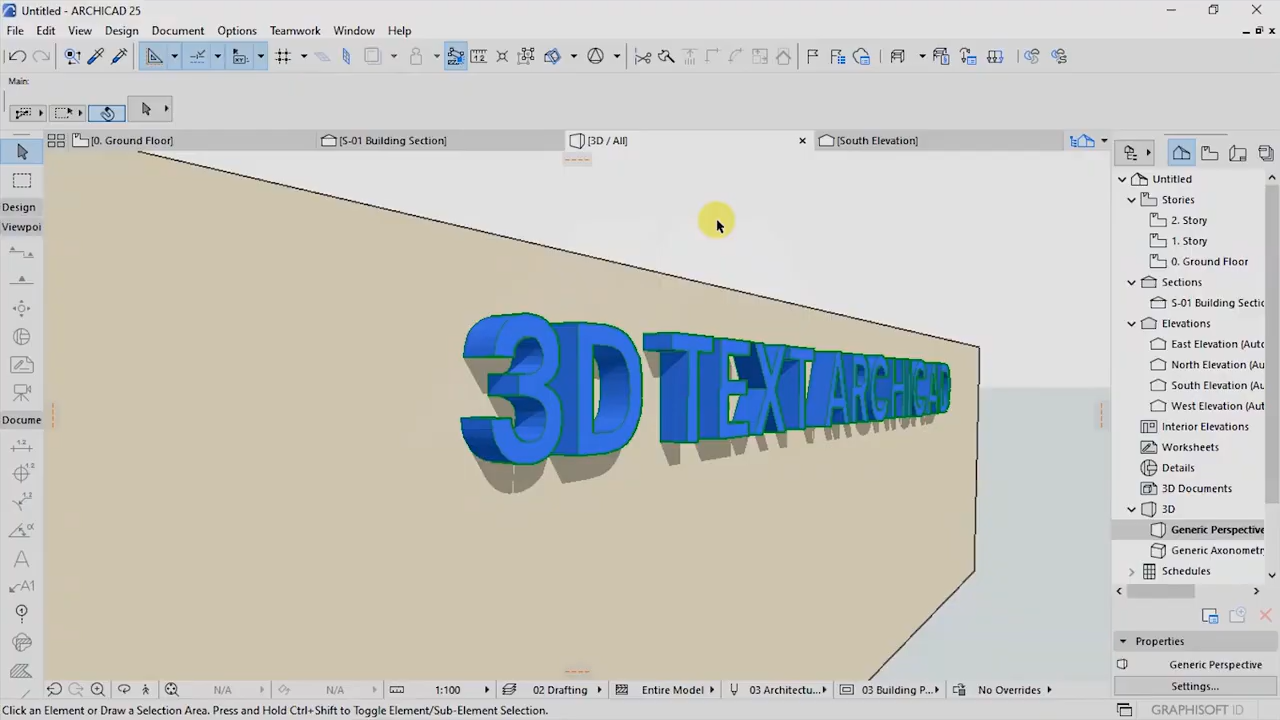 Untitled - ARCHICAD 25
File Edit View Design Document Options Teamwork Window Help
Main:
[0. Ground Floor]
[S-01 Building Section]
[3D / All]
[South Elevation]
Design
Viewpoi
Docume
A
A1
3D TEXT ARCHICAD
Untitled
Stories
2. Story
1. Story
0. Ground Floor
Sections
S-01 Building Sectic
Elevations
East Elevation (Autc
North Elevation (Au
South Elevation (Au
West Elevation (Aut
Interior Elevations
Worksheets
Details
3D Documents
3D
Generic Perspective
Generic Axonometr
Schedules
Properties
Generic Perspective
Settings...
N/A N/A 1:100 02 Drafting Entire Model 03 Architectu... 03 Building P... No Overrides
Click an Element or Draw a Selection Area. Press and Hold Ctrl+Shift to Toggle Element/Sub-Element Selection.
GRAPHISOFT ID